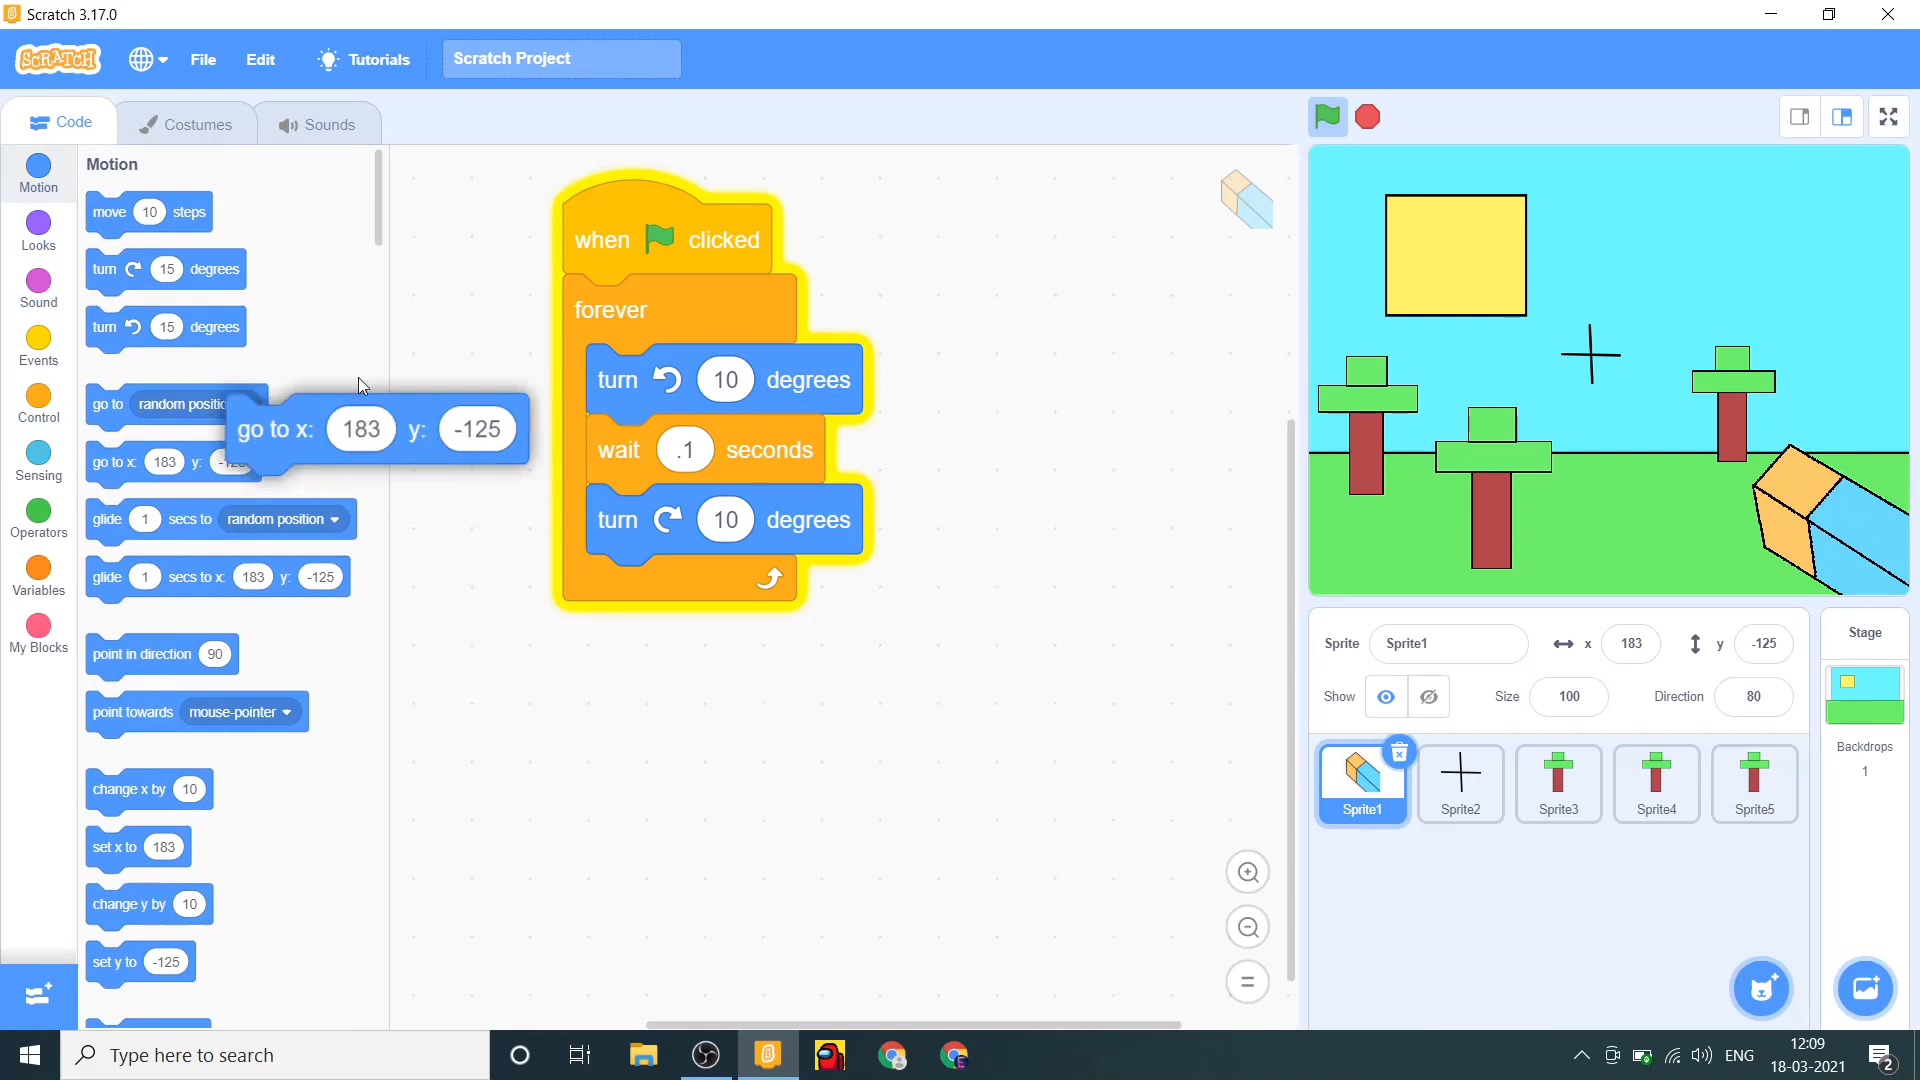 Scratch 3.17.0
SCRATCH
File
Edit
Tutorials
Scratch Project
Code
Costumes
Sounds
Motion
Looks
Sound
Events
Control
Sensing
Operators
Variables
My Blocks
Motion
move 10 steps
turn 15 degrees
turn 15 degrees
go to
go to x: 183 y:
glide 1 secs to random position
glide 1 secs to x: 183 y: -125
point in direction 90
point towards mouse-pointer
change x by 10
set x to 183
change y by 10
set y to -125
go to x: 183 y: -125
when clicked
forever
turn 10 degrees
wait .1 seconds
turn 10 degrees
Sprite Sprite1 x 183 y -125
Show Size 100 Direction 80
Sprite1
Sprite2
Sprite3
Sprite4
Sprite5
Stage
Backdrops
1
Type here to search
ENG
12:09
18-03-2021
2